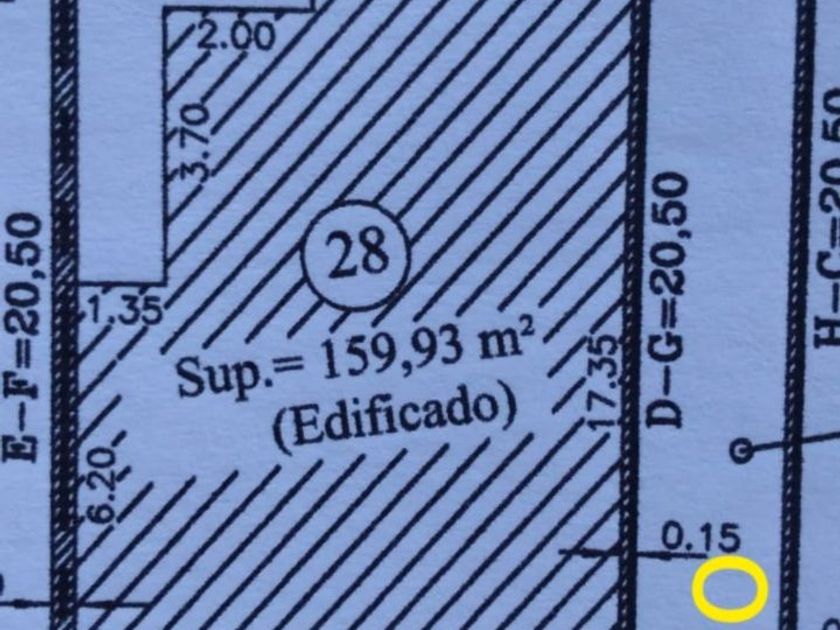 2.00
3.70
28
1.35
Sup.= 159,93 m²
(Edificado)
17.35
6.20
E-F=20,50
D-G=20,50
H-C=20,50
0.15